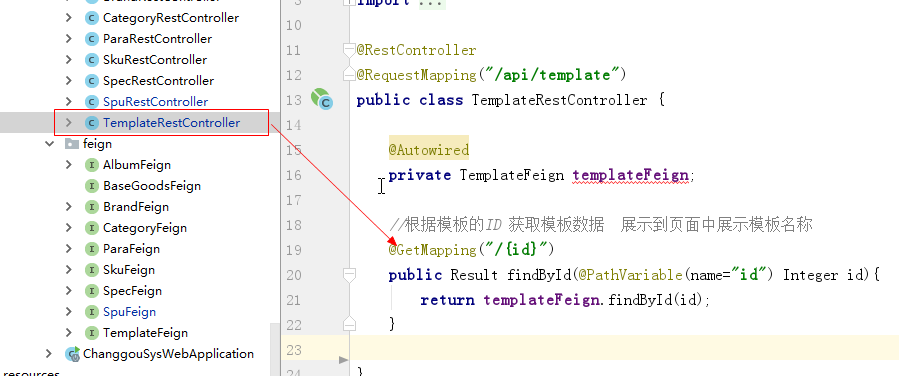 CategoryRestController
ParaRestController
SkuRestController
SpecRestController
SpuRestController
TemplateRestController
feign
AlbumFeign
BaseGoodsFeign
BrandFeign
CategoryFeign
ParaFeign
SkuFeign
SpecFeign
SpuFeign
TemplateFeign
ChanggouSysWebApplication
resources
import ...
10
11 @RestController
12 @RequestMapping("/api/template")
13 public class TemplateRestController {
14
15 @Autowired
16 private TemplateFeign templateFeign;
17
18 //根据模板的ID 获取模板数据 展示到页面中展示模板名称
19 @GetMapping("/{id}")
20 public Result findById(@PathVariable(name="id") Integer id){
21 return templateFeign.findById(id);
22 }
23
24 }